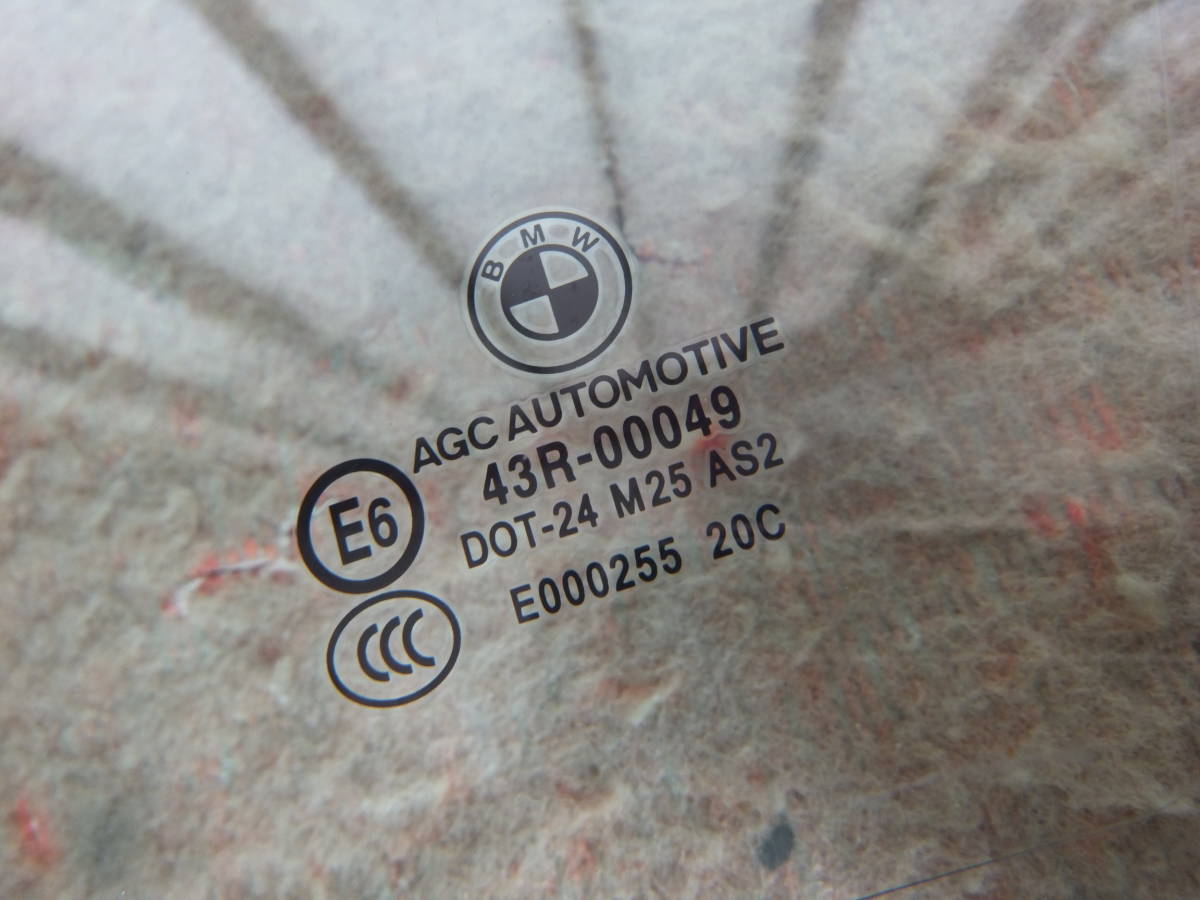 BMW
AGC AUTOMOTIVE
43R-00049
E6
DOT-24 M25 AS2
E000255 20C
CCC